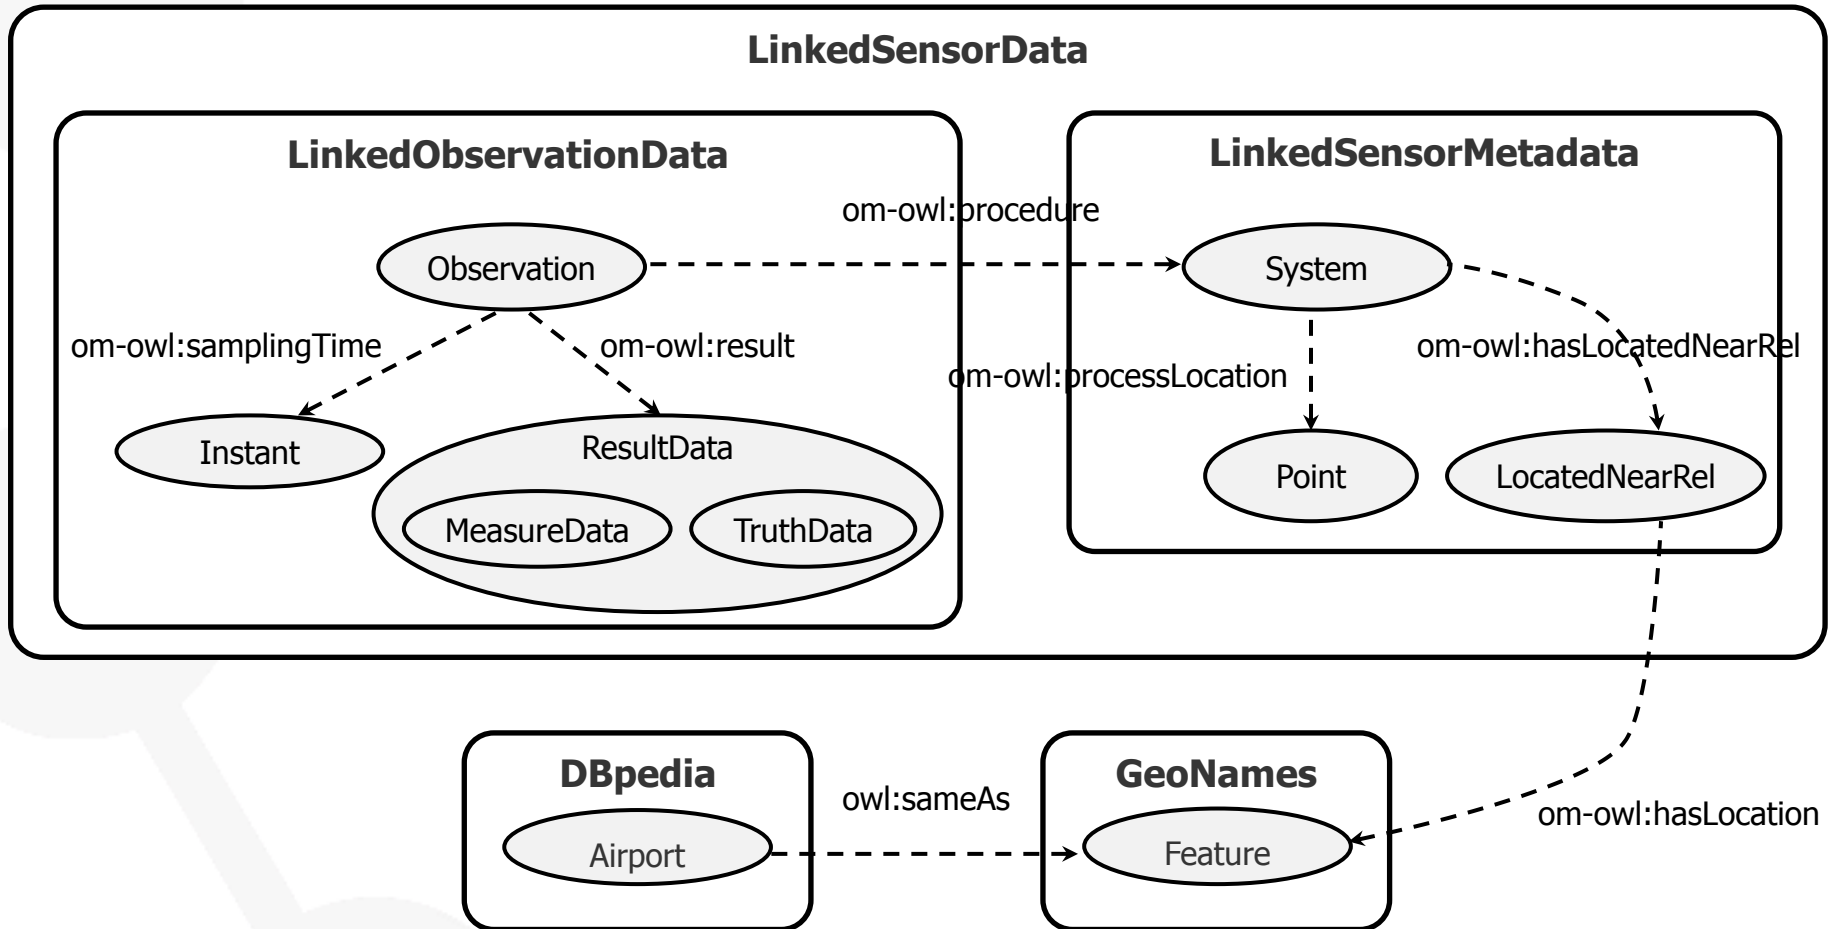 LinkedSensorData
LinkedObservationData
LinkedSensorMetadata
om-owl:procedure
Observation
System
om-owl:samplingTime
om-owl:result
om-owl:hasLocatedNearRel
om-owl:processLocation
Instant
ResultData
Point
LocatedNearRel
MeasureData
TruthData
DBpedia
GeoNames
owl:sameAs
om-owl:hasLocation
Airport
Feature